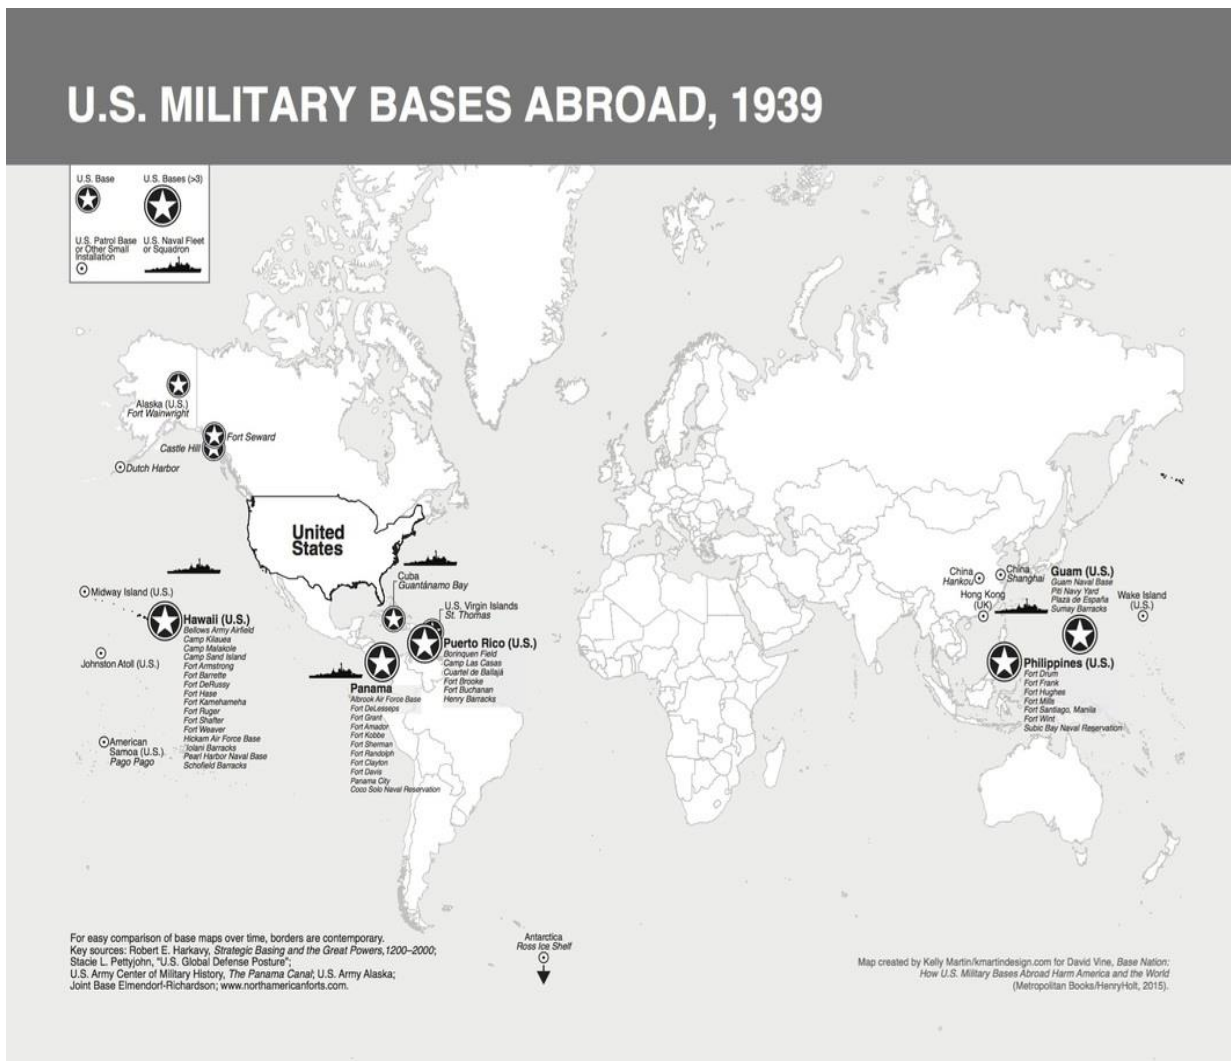 U.S. MILITARY BASES ABROAD, 1939
U.S. Base
U.S. Bases (>3)
U.S. Patrol Base
or Other Small
Installation
U.S. Naval Fleet
or Squadron
Alaska (U.S.)
Fort Wainwright
Fort Seward
Castle Hill
Dutch Harbor
United
States
Midway Island (U.S.)
Hawaii (U.S.)
Bellows Army Airfield
Camp Kilauea
Camp Malakole
Camp Sand Island
Fort Armstrong
Fort Barrette
Fort DeRussy
Fort Hase
Fort Kamehameha
Fort Ruger
Fort Shafter
Fort Weaver
Hickam Air Force Base
'Iolani Barracks
Pearl Harbor Naval Base
Schofield Barracks
Johnston Atoll (U.S.)
American
Samoa (U.S.)
Pago Pago
Cuba
Guantánamo Bay
U.S. Virgin Islands
St. Thomas
Puerto Rico (U.S.)
Borinquen Field
Camp Las Casas
Cuartel de Ballajá
Fort Brooke
Fort Buchanan
Henry Barracks
Panama
Albrook Air Force Base
Fort DeLesseps
Fort Grant
Fort Amador
Fort Kobbe
Fort Sherman
Fort Randolph
Fort Clayton
Fort Davis
Panama City
Coco Solo Naval Reservation
China
Hankou
China
Shanghai
Hong Kong
(UK)
Guam (U.S.)
Guam Naval Base
Piti Navy Yard
Plaza de España
Sumay Barracks
Wake Island
(U.S.)
Philippines (U.S.)
Fort Drum
Fort Frank
Fort Hughes
Fort Mills
Fort Santiago, Manila
Fort Wint
Subic Bay Naval Reservation
Antarctica
Ross Ice Shelf
For easy comparison of base maps over time, borders are contemporary.
Key sources: Robert E. Harkavy, Strategic Basing and the Great Powers,1200–2000;
Stacie L. Pettyjohn, "U.S. Global Defense Posture";
U.S. Army Center of Military History, The Panama Canal; U.S. Army Alaska;
Joint Base Elmendorf-Richardson; www.northamericanforts.com.
Map created by Kelly Martin/kmartindesign.com for David Vine, Base Nation:
How U.S. Military Bases Abroad Harm America and the World
(Metropolitan Books/HenryHolt, 2015).